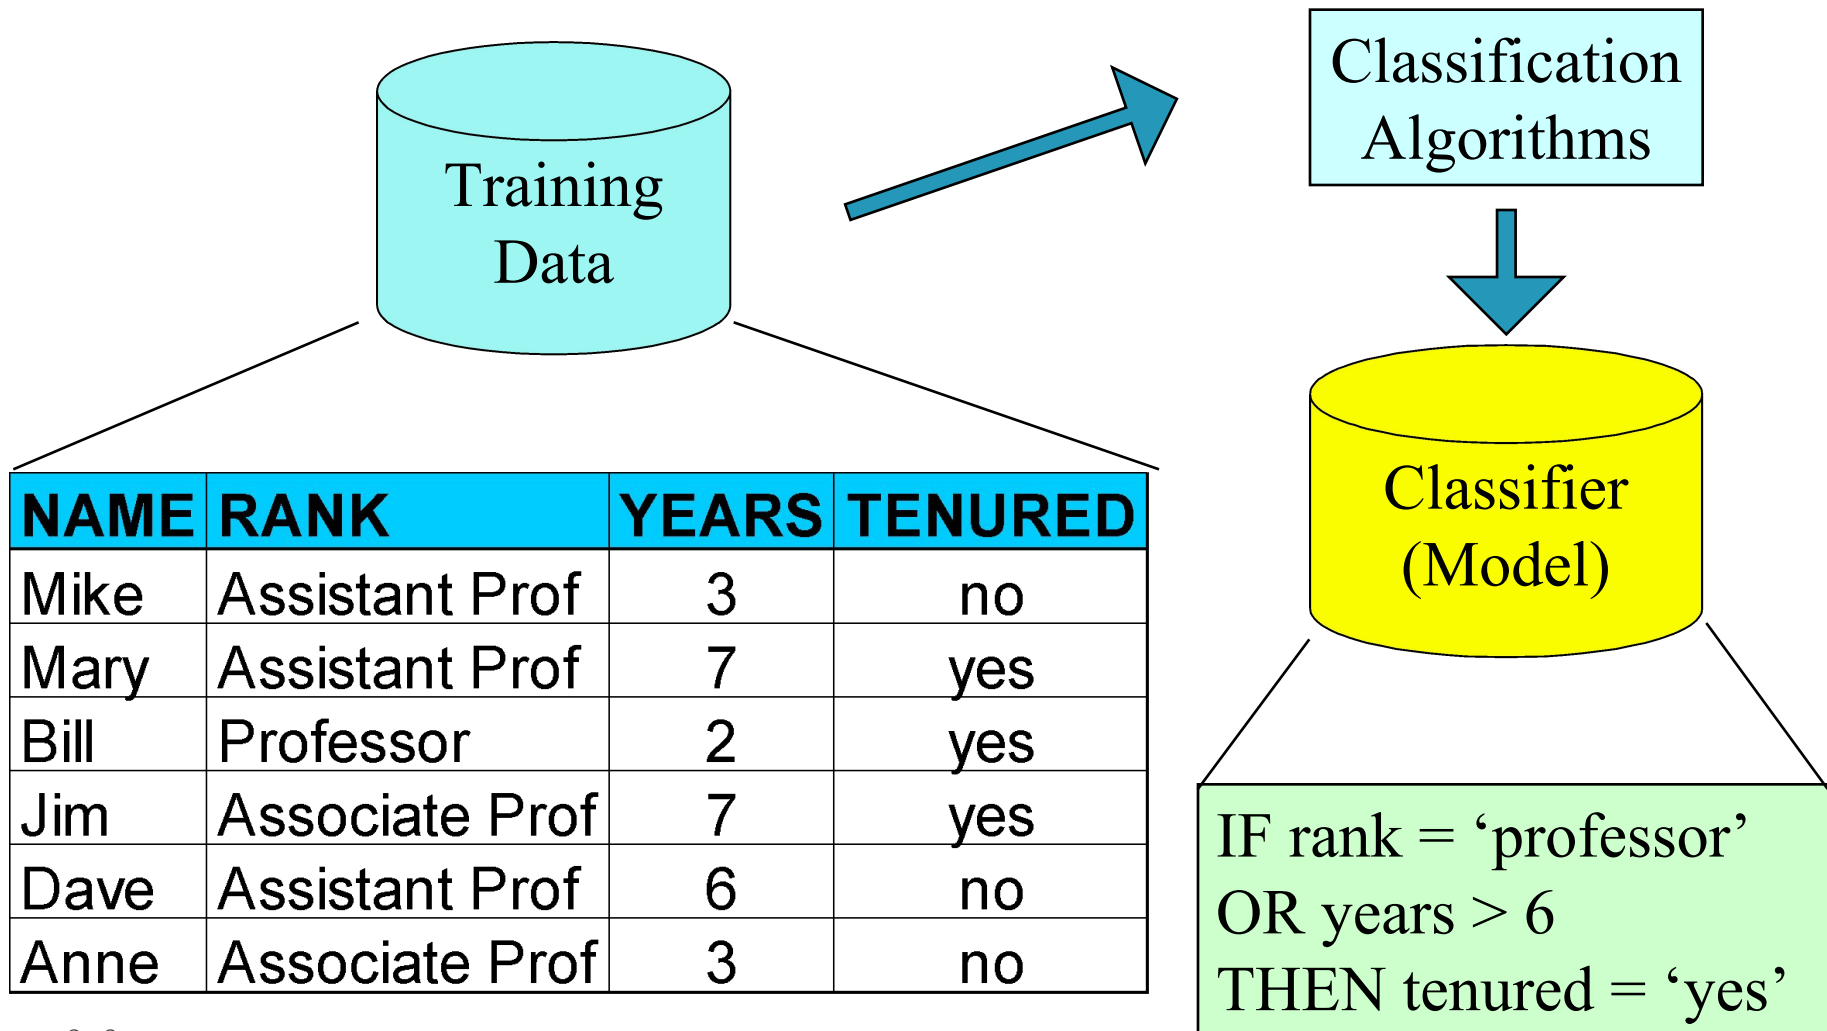 Training
Data
Classification
Algorithms
Classifier
(Model)
NAME RANK YEARS TENURED
Mike Assistant Prof 3 no
Mary Assistant Prof 7 yes
Bill Professor 2 yes
Jim Associate Prof 7 yes
Dave Assistant Prof 6 no
Anne Associate Prof 3 no
IF rank = ‘professor’
OR years > 6
THEN tenured = ‘yes’